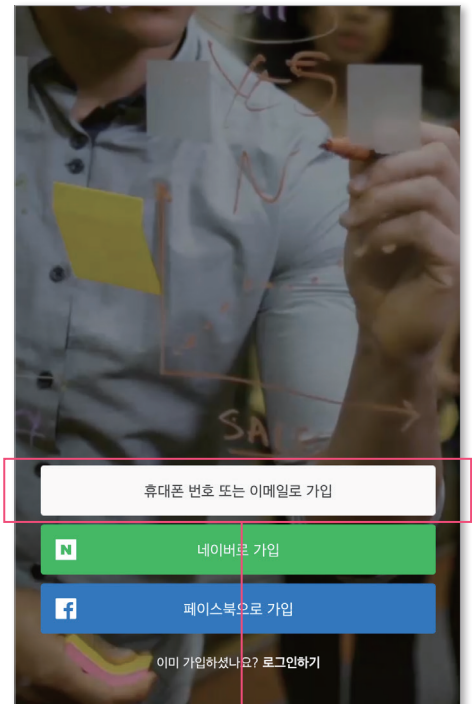 YES
N
휴대폰 번호 또는 이메일로 가입
N 네이버로 가입
f 페이스북으로 가입
이미 가입하셨나요? 로그인하기